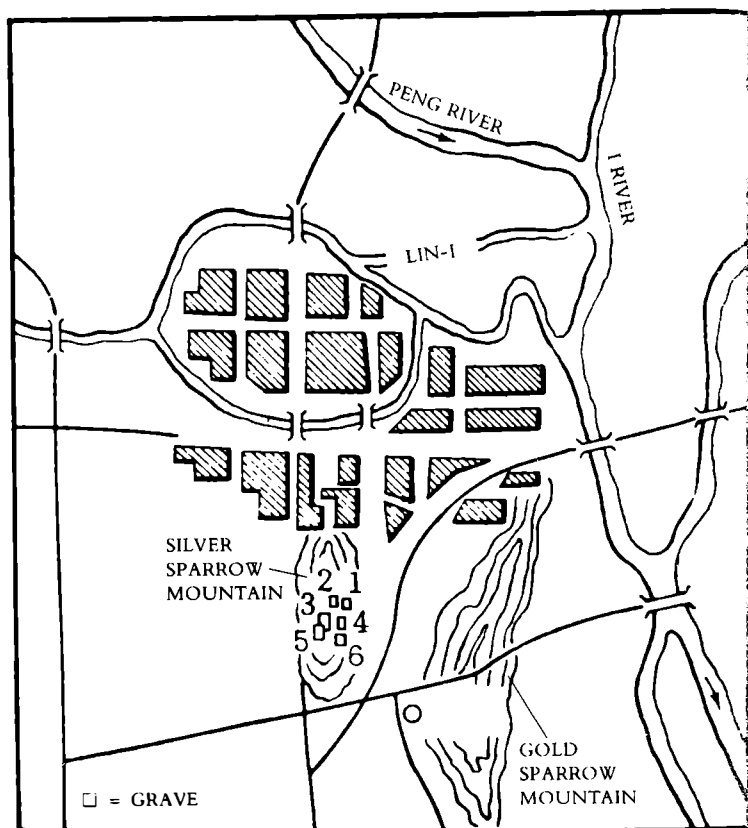 PENG RIVER
I RIVER
LIN-I
SILVER
SPARROW
MOUNTAIN
2 1
3
4
5
6
GOLD
SPARROW
MOUNTAIN
□ = GRAVE